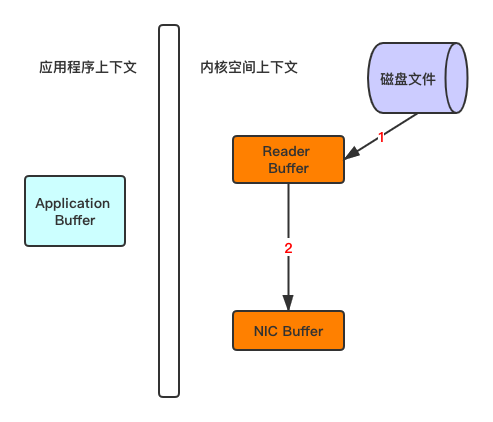 应用程序上下文
内核空间上下文
磁盘文件
1
Reader
Buffer
Application
Buffer
2
NIC Buffer